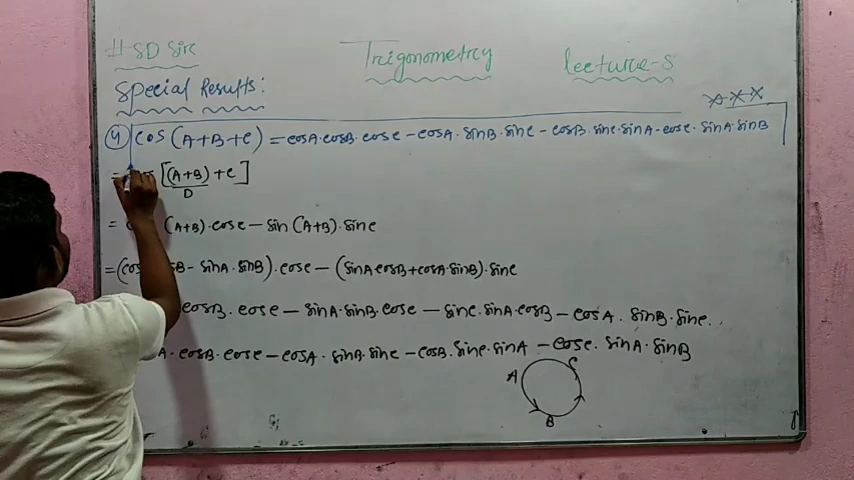 #SD Sir
Trigonometry
Lecture-5
Special Results:
(4) cos (A+B+C) = cosA.cosB.cosC - cosA.sinB.sinC - cosB.sinC.sinA - cosC.sinA.sinB
[(A+B)+C]
D
= (A+B).cosC - sin(A+B).sinC
=(cos B - sinA.sinB).cosC - (sinA.cosB+cosA.sinB).sinC
cosB.cosC - sinA.sinB.cosC - sinC.sinA.cosB - cosA.sinB.sinC.
A.cosB.cosC - cosA.sinB.sinC - cosB.sinC.sinA - cosC.sinA.sinB
A
C
B